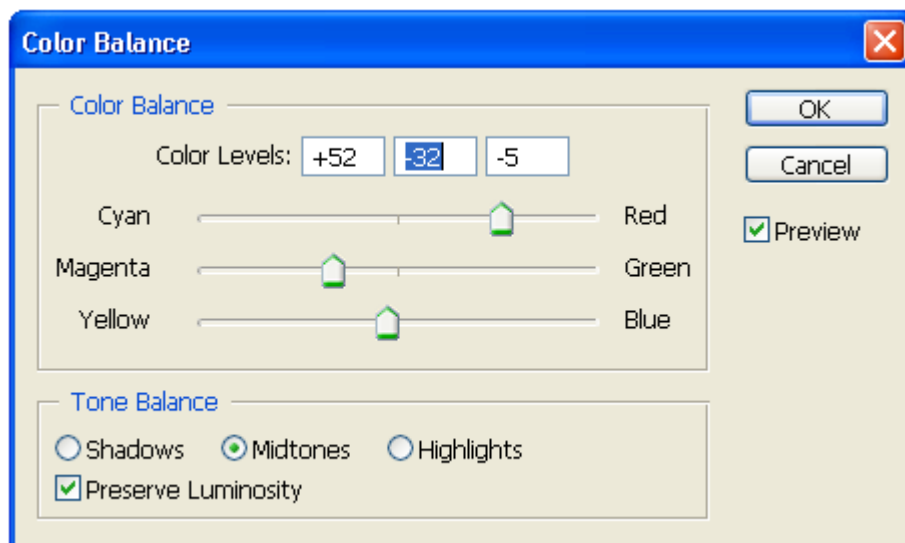 Color Balance
Color Balance
Color Levels: +52 -32 -5
OK
Cancel
Cyan Red
Preview
Magenta Green
Yellow Blue
Tone Balance
Shadows Midtones Highlights
Preserve Luminosity